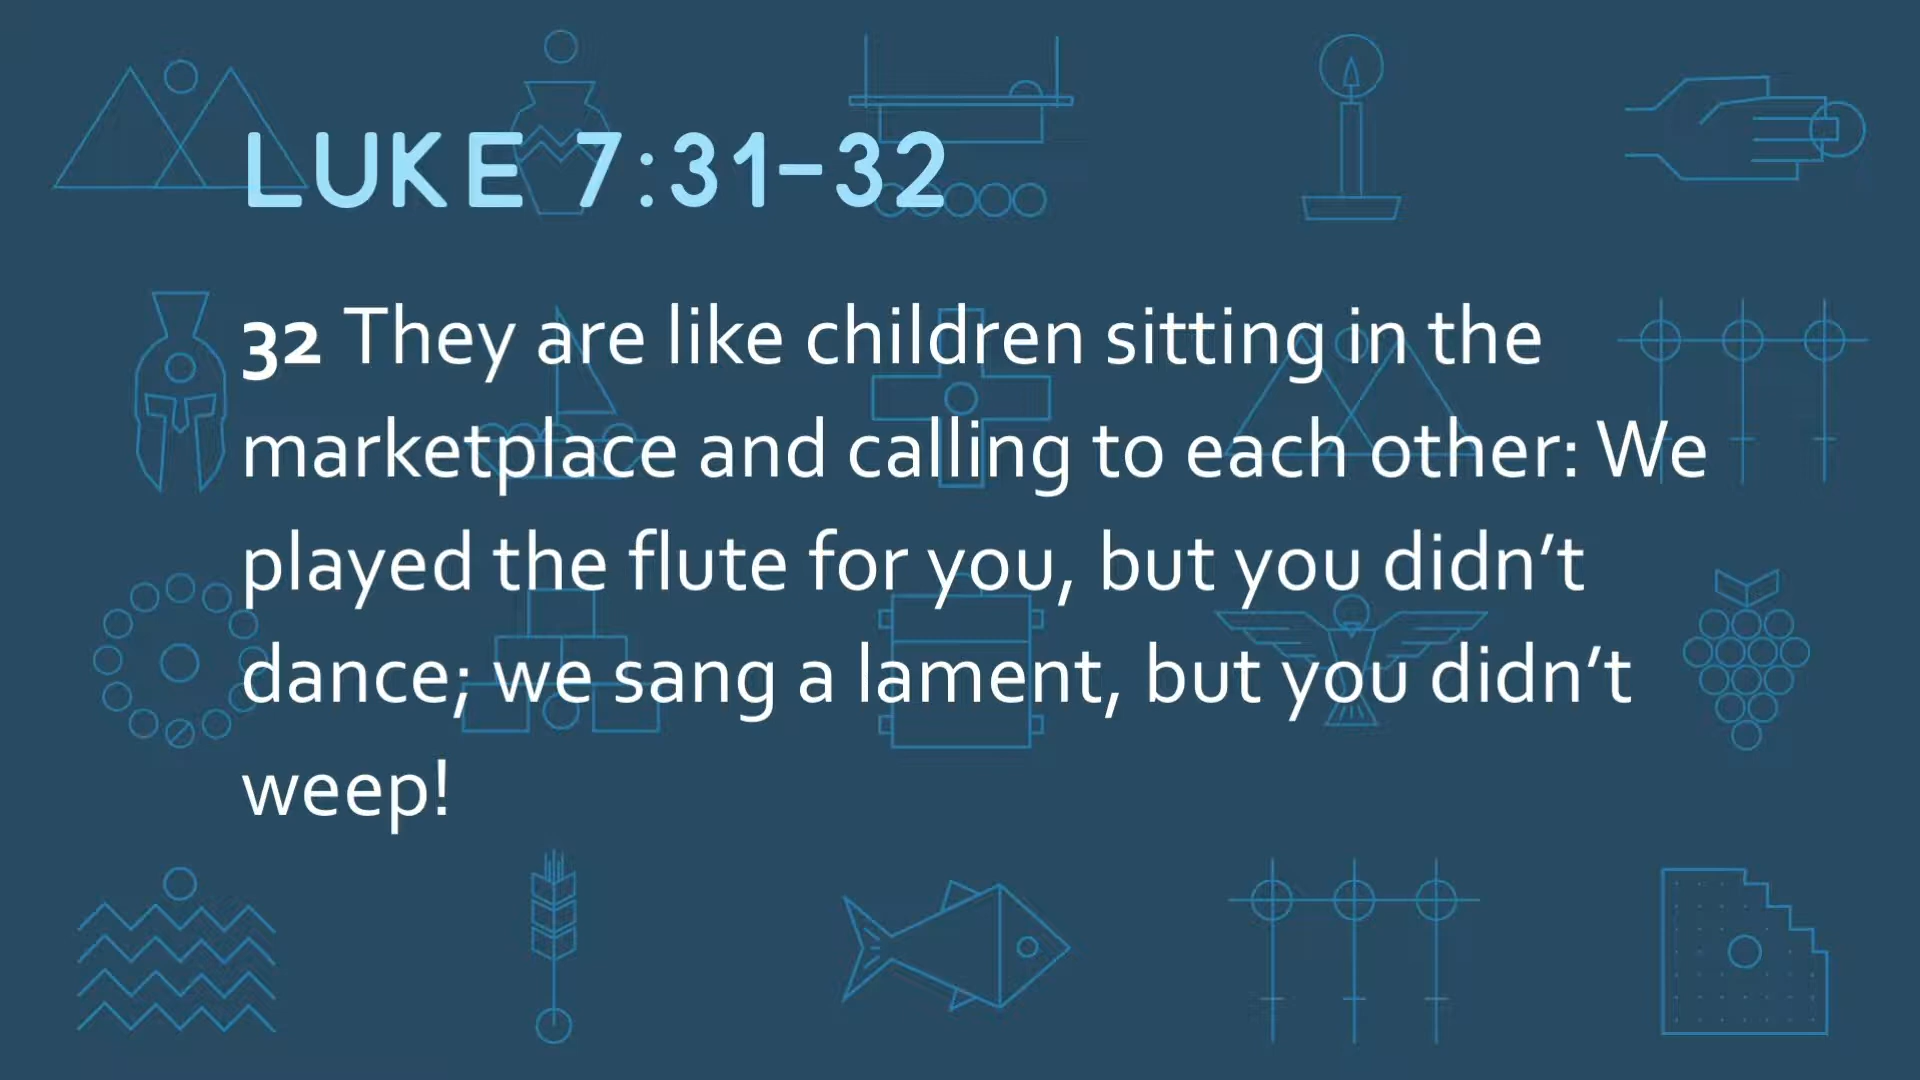 LUKE 7:31-32
32 They are like children sitting in the
marketplace and calling to each other: We
played the flute for you, but you didn’t
dance; we sang a lament, but you didn’t
weep!